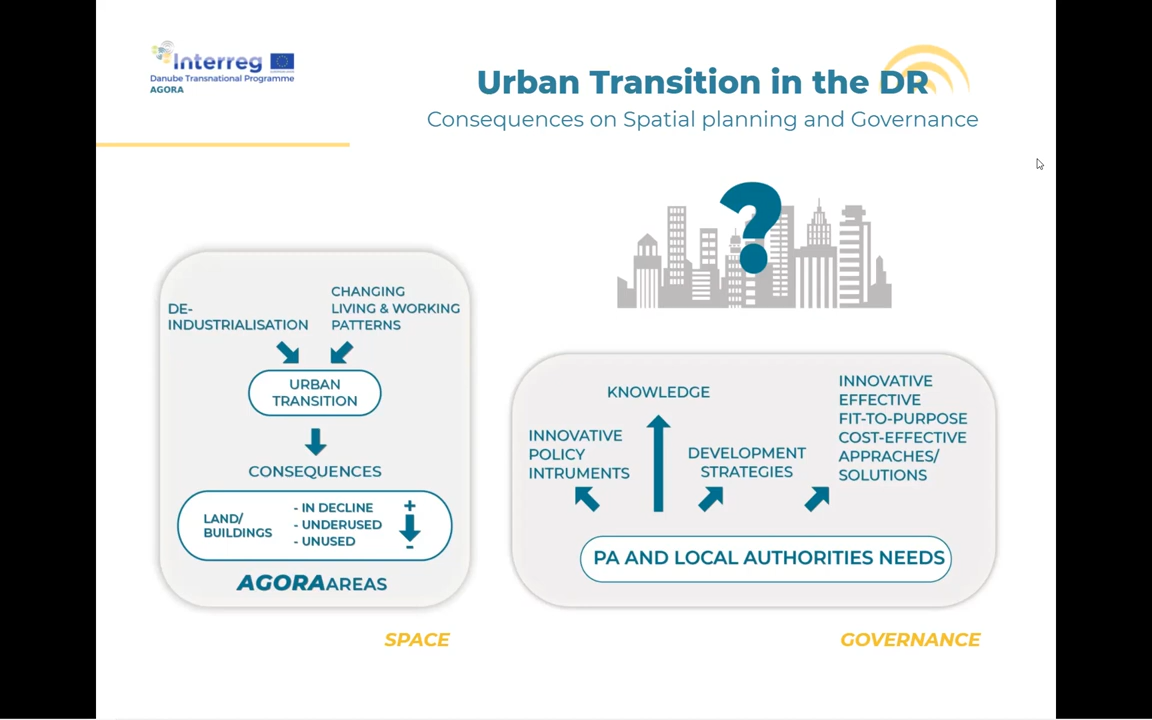 Interreg
Danube Transnational Programme
AGORA
Urban Transition in the DR
Consequences on Spatial planning and Governance
?
DE-
INDUSTRIALISATION
CHANGING
LIVING & WORKING
PATTERNS
URBAN
TRANSITION
CONSEQUENCES
LAND/
BUILDINGS
- IN DECLINE
- UNDERUSED
- UNUSED
+
-
AGORA AREAS
SPACE
KNOWLEDGE
INNOVATIVE
POLICY
INTRUMENTS
DEVELOPMENT
STRATEGIES
INNOVATIVE
EFFECTIVE
FIT-TO-PURPOSE
COST-EFFECTIVE
APPRACHES/
SOLUTIONS
PA AND LOCAL AUTHORITIES NEEDS
GOVERNANCE